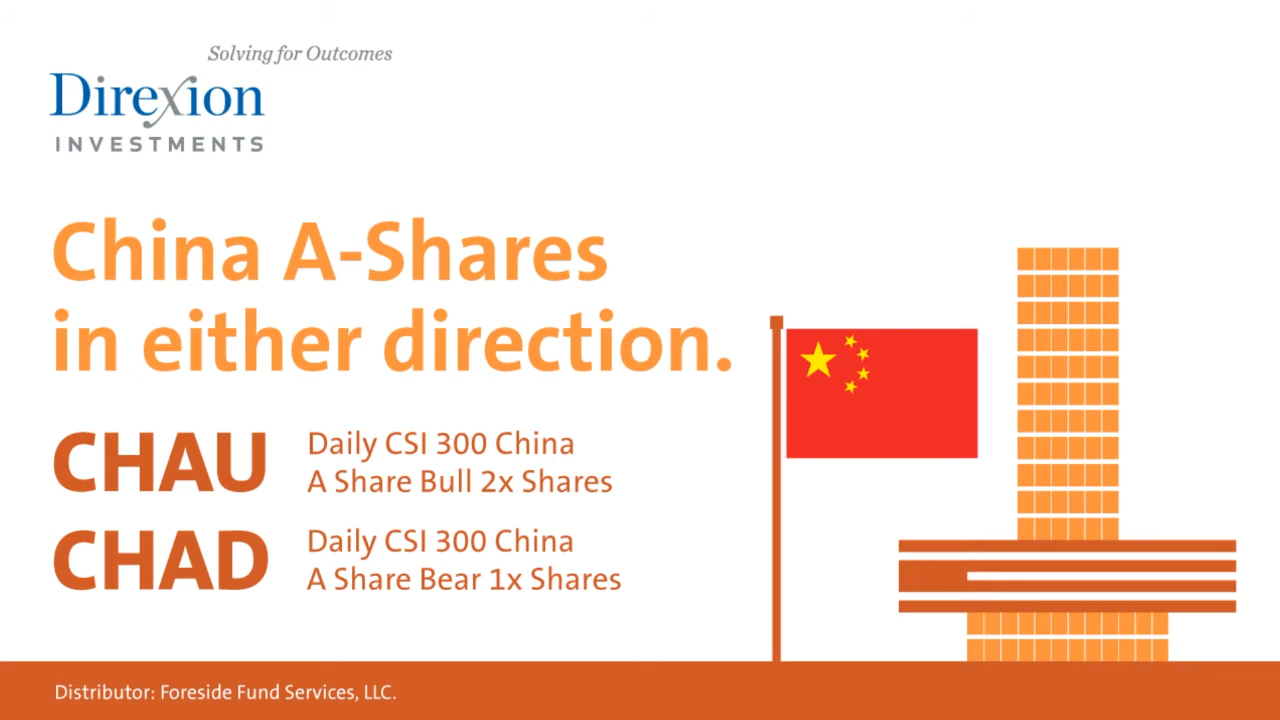 Solving for Outcomes
Direxion
INVESTMENTS
China A-Shares
in either direction.
CHAU
Daily CSI 300 China
A Share Bull 2x Shares
CHAD
Daily CSI 300 China
A Share Bear 1x Shares
Distributor: Foreside Fund Services, LLC.